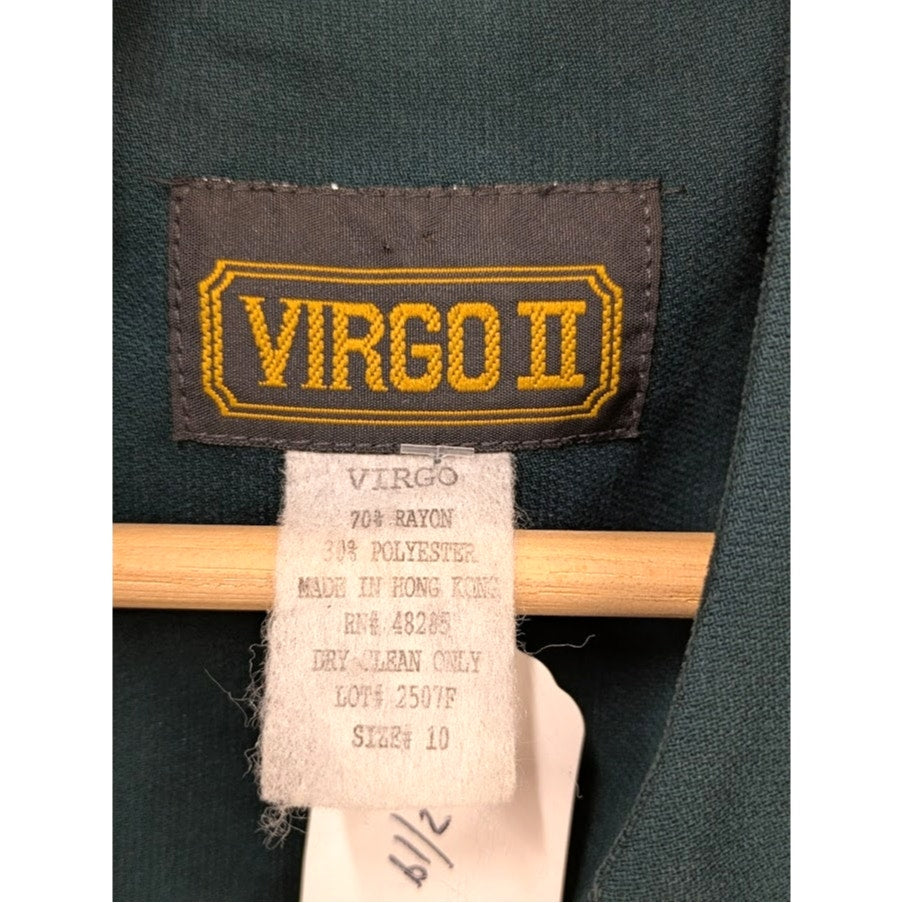 VIRGO II
VIRGO
70% RAYON
30% POLYESTER
MADE IN HONG KONG
RN# 48285
DRY CLEAN ONLY
LOT# 2507F
SIZE# 10